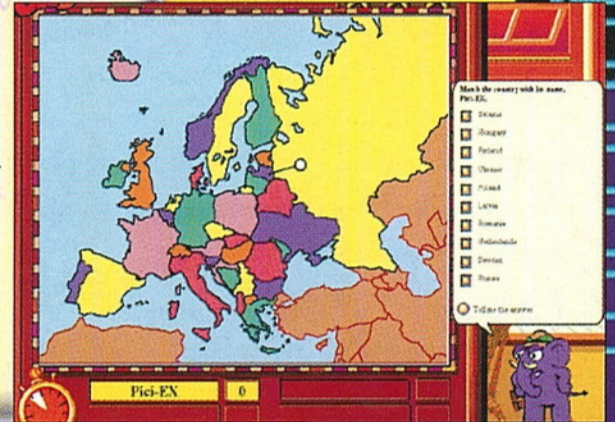 Match the country with its name,
Pici-EX.
Belarus
Hungary
Finland
Ukraine
Poland
Latvia
Romania
Netherlands
Sweden
France
Tell me the answer
Pici-EX 0